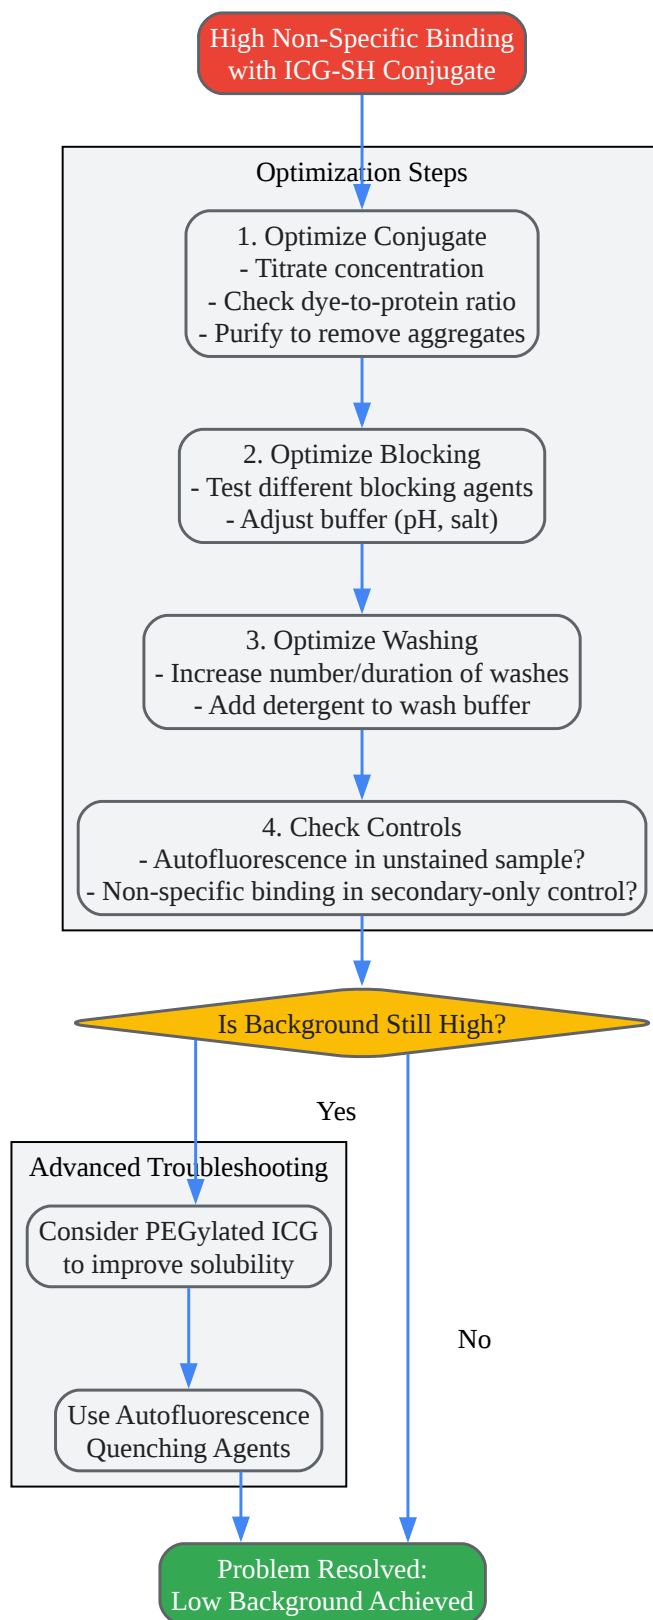 High Non-Specific Binding
with ICG-SH Conjugate
Optimization Steps
1. Optimize Conjugate
- Titrate concentration
- Check dye-to-protein ratio
- Purify to remove aggregates
2. Optimize Blocking
- Test different blocking agents
- Adjust buffer (pH, salt)
3. Optimize Washing
- Increase number/duration of washes
- Add detergent to wash buffer
4. Check Controls
- Autofluorescence in unstained sample?
- Non-specific binding in secondary-only control?
Is Background Still High?
Yes
Advanced Troubleshooting
Consider PEGylated ICG
to improve solubility
No
Use Autofluorescence
Quenching Agents
Problem Resolved:
Low Background Achieved